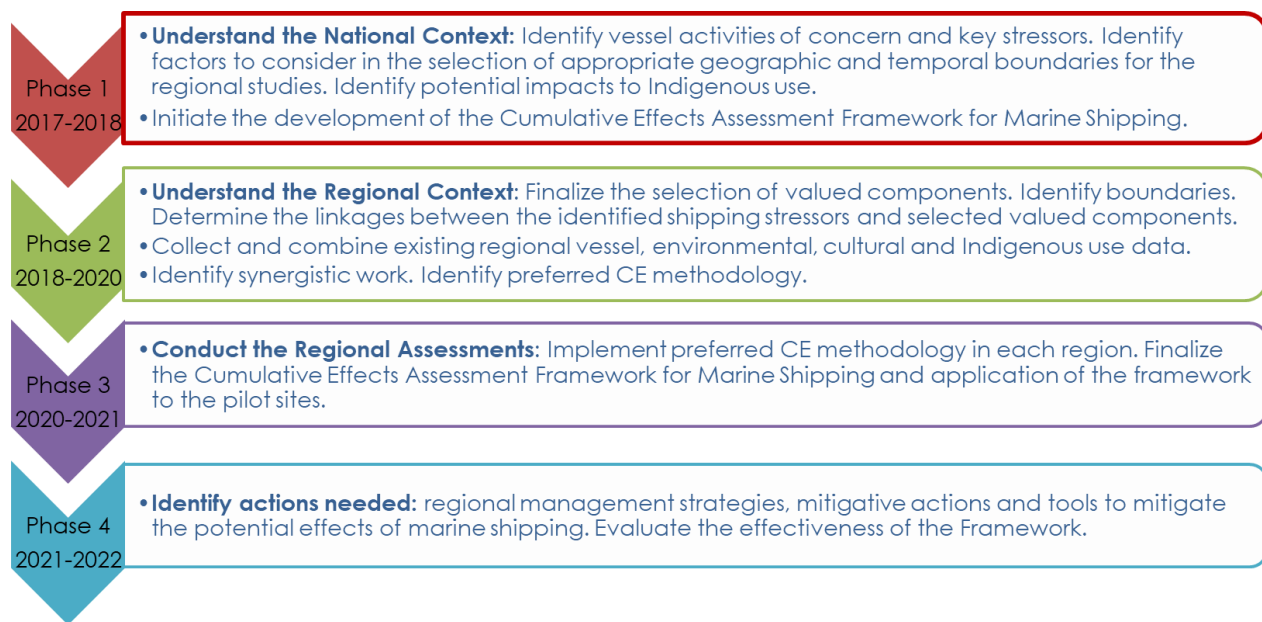 Phase 1
2017-2018
•Understand the National Context: Identify vessel activities of concern and key stressors. Identify
factors to consider in the selection of appropriate geographic and temporal boundaries for the
regional studies. Identify potential impacts to Indigenous use.
•Initiate the development of the Cumulative Effects Assessment Framework for Marine Shipping.
Phase 2
2018-2020
•Understand the Regional Context: Finalize the selection of valued components. Identify boundaries.
Determine the linkages between the identified shipping stressors and selected valued components.
•Collect and combine existing regional vessel, environmental, cultural and Indigenous use data.
•Identify synergistic work. Identify preferred CE methodology.
Phase 3
2020-2021
•Conduct the Regional Assessments: Implement preferred CE methodology in each region. Finalize
the Cumulative Effects Assessment Framework for Marine Shipping and application of the framework
to the pilot sites.
Phase 4
2021-2022
•Identify actions needed: regional management strategies, mitigative actions and tools to mitigate
the potential effects of marine shipping. Evaluate the effectiveness of the Framework.